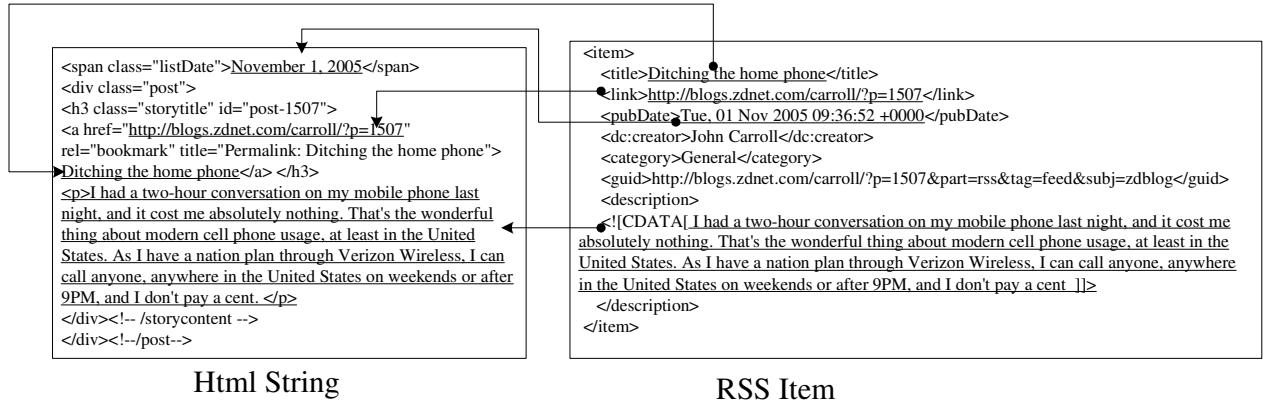 <span class="listDate">November 1, 2005</span>
<div class="post">
<h3 class="storytitle" id="post-1507">
<a href="http://blogs.zdnet.com/carroll/?p=1507"
rel="bookmark" title="Permalink: Ditching the home phone">
Ditching the home phone</a> </h3>
<p>I had a two-hour conversation on my mobile phone last
night, and it cost me absolutely nothing. That's the wonderful
thing about modern cell phone usage, at least in the United
States. As I have a nation plan through Verizon Wireless, I can
call anyone, anywhere in the United States on weekends or after
9PM, and I don't pay a cent. </p>
</div><!-- /storycontent -->
</div><!--/post-->
Html String
<item>
<title>Ditching the home phone</title>
<link>http://blogs.zdnet.com/carroll/?p=1507</link>
<pubDate>Tue, 01 Nov 2005 09:36:52 +0000</pubDate>
<dc:creator>John Carroll</dc:creator>
<category>General</category>
<guid>http://blogs.zdnet.com/carroll/?p=1507&part=rss&tag=feed&subj=zdblog</guid>
<description>
<![CDATA[ I had a two-hour conversation on my mobile phone last night, and it cost me
absolutely nothing. That's the wonderful thing about modern cell phone usage, at least in the
United States. As I have a nation plan through Verizon Wireless, I can call anyone, anywhere
in the United States on weekends or after 9PM, and I don't pay a cent ]]>
</description>
</item>
RSS Item